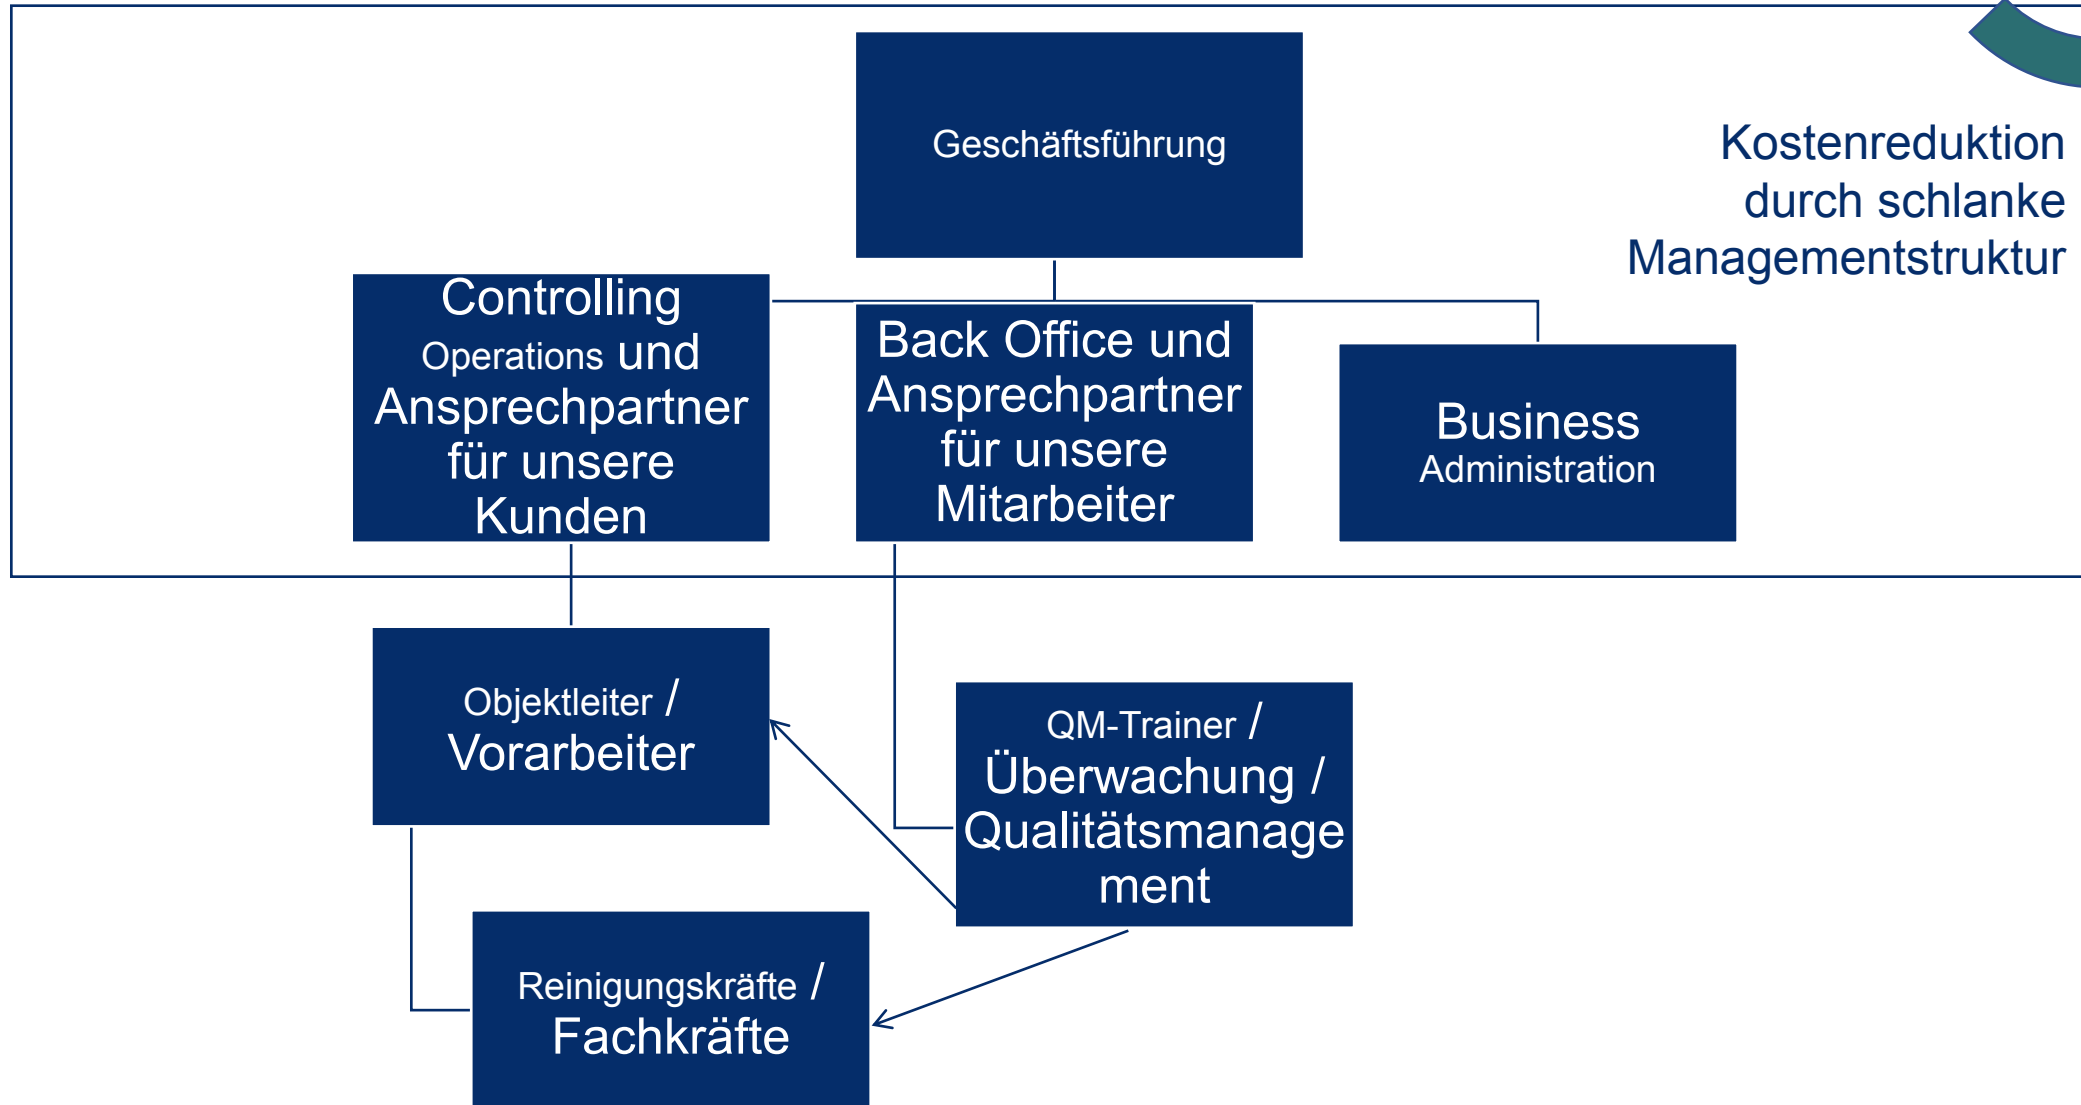 Geschäftsführung
Kostenreduktion
durch schlanke
Managementstruktur
Controlling
Operations und
Ansprechpartner
für unsere
Kunden
Back Office und
Ansprechpartner
für unsere
Mitarbeiter
Business
Administration
Objektleiter /
Vorarbeiter
QM-Trainer /
Überwachung /
Qualitätsmanage
ment
Reinigungskräfte /
Fachkräfte